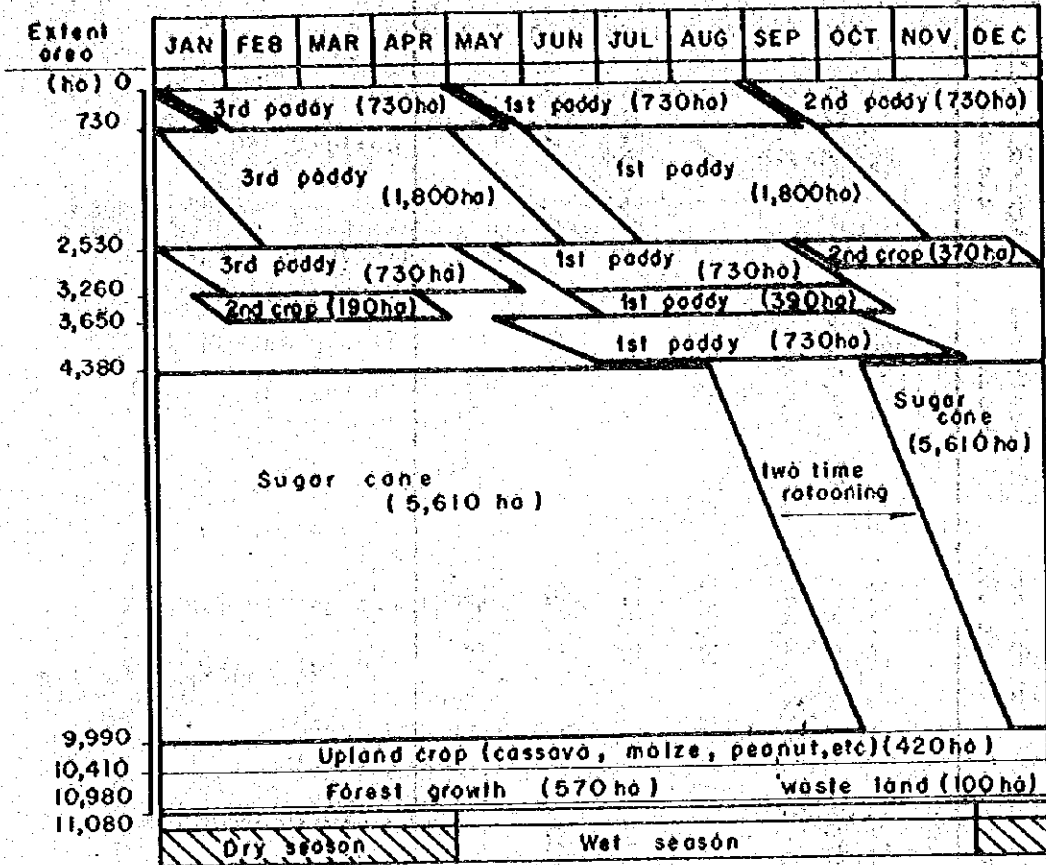 Extent area (ha)
JAN FEB MAR APR MAY JUN JUL AUG SEP OCT NOV DEC
0
3rd paddy (730ha) 1st paddy (730ha) 2nd paddy (730ha)
730
3rd paddy (1,800ha) 1st paddy (1,800ha)
2,530
3rd paddy (730ha) 1st paddy (730ha) 2nd crop (370ha)
3,260
2nd crop (190ha) 1st paddy (390ha)
3,650
1st paddy (730ha)
4,380
Sugar cane (5,610 ha)
two time ratooning
Sugar cane (5,610ha)
9,990
Upland crop (cassava, maize, peanut, etc) (420ha)
10,410
Forest growth (570ha) waste land (100ha)
10,980
11,080
Dry season Wet season